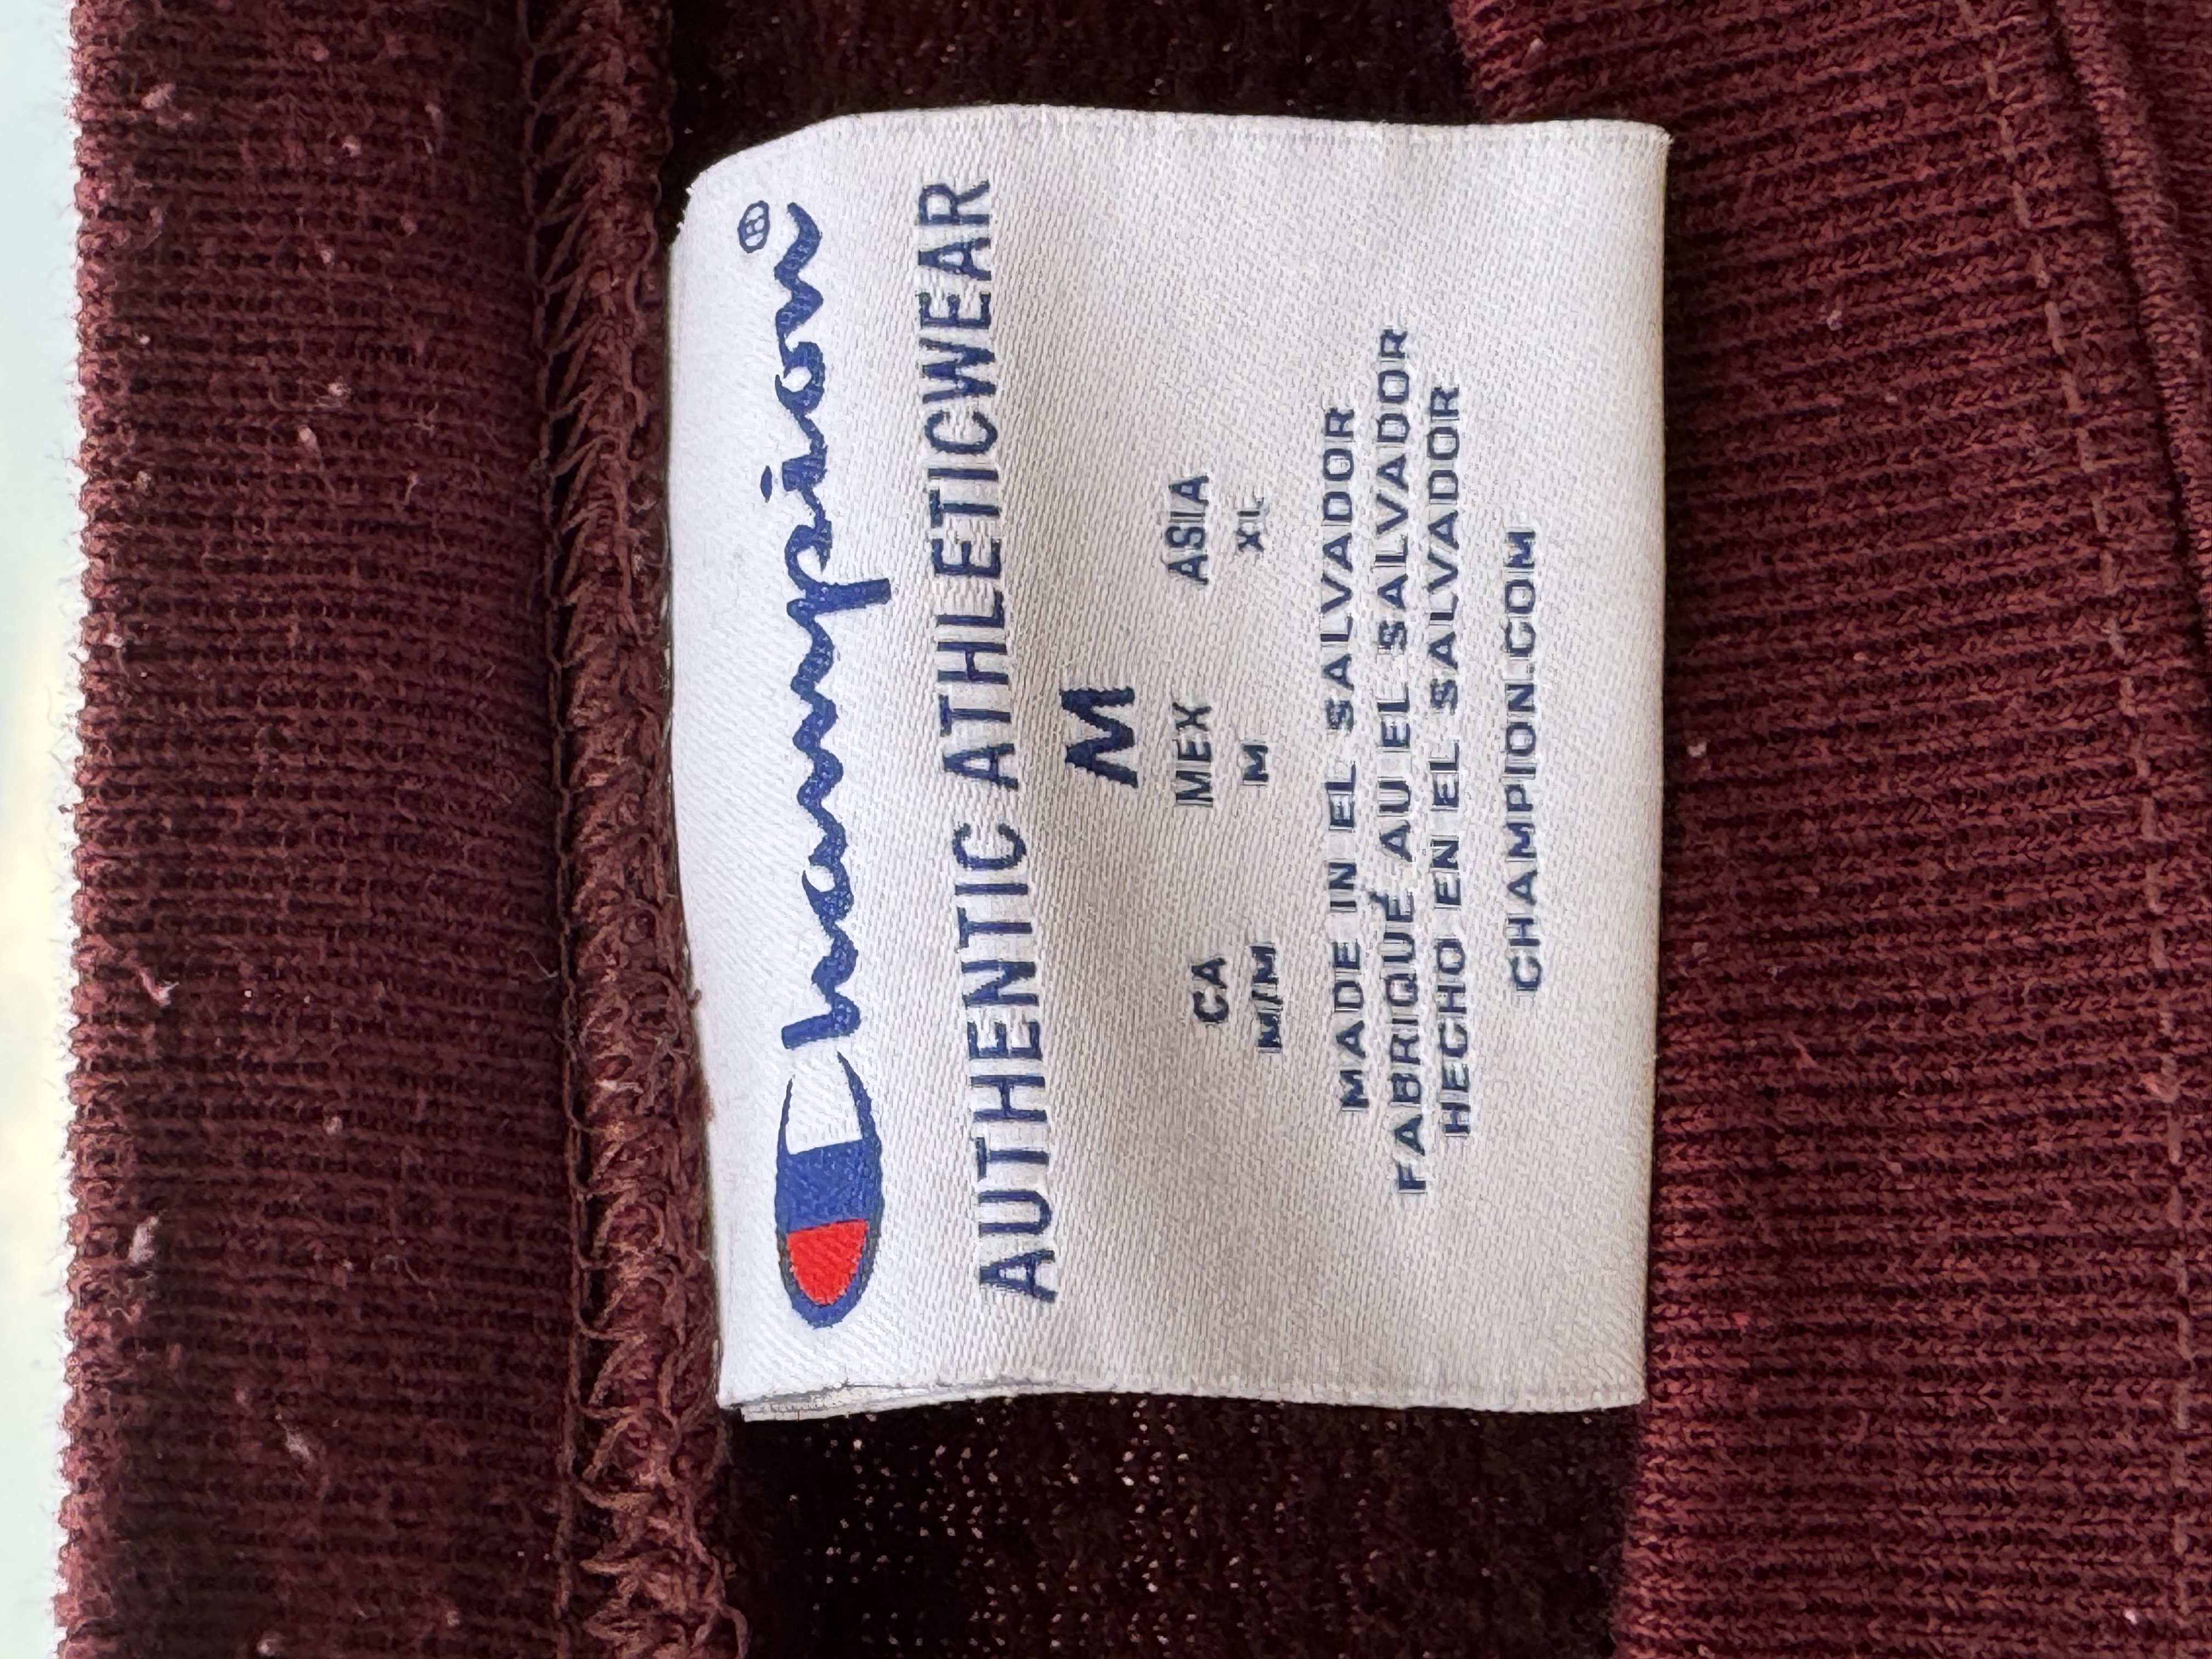 Champion®
AUTHENTIC ATHLETICWEAR
M
CA MEX ASIA
M/M M XL
MADE IN EL SALVADOR
FABRIQUÉ AU EL SALVADOR
HECHO EN EL SALVADOR
CHAMPION.COM